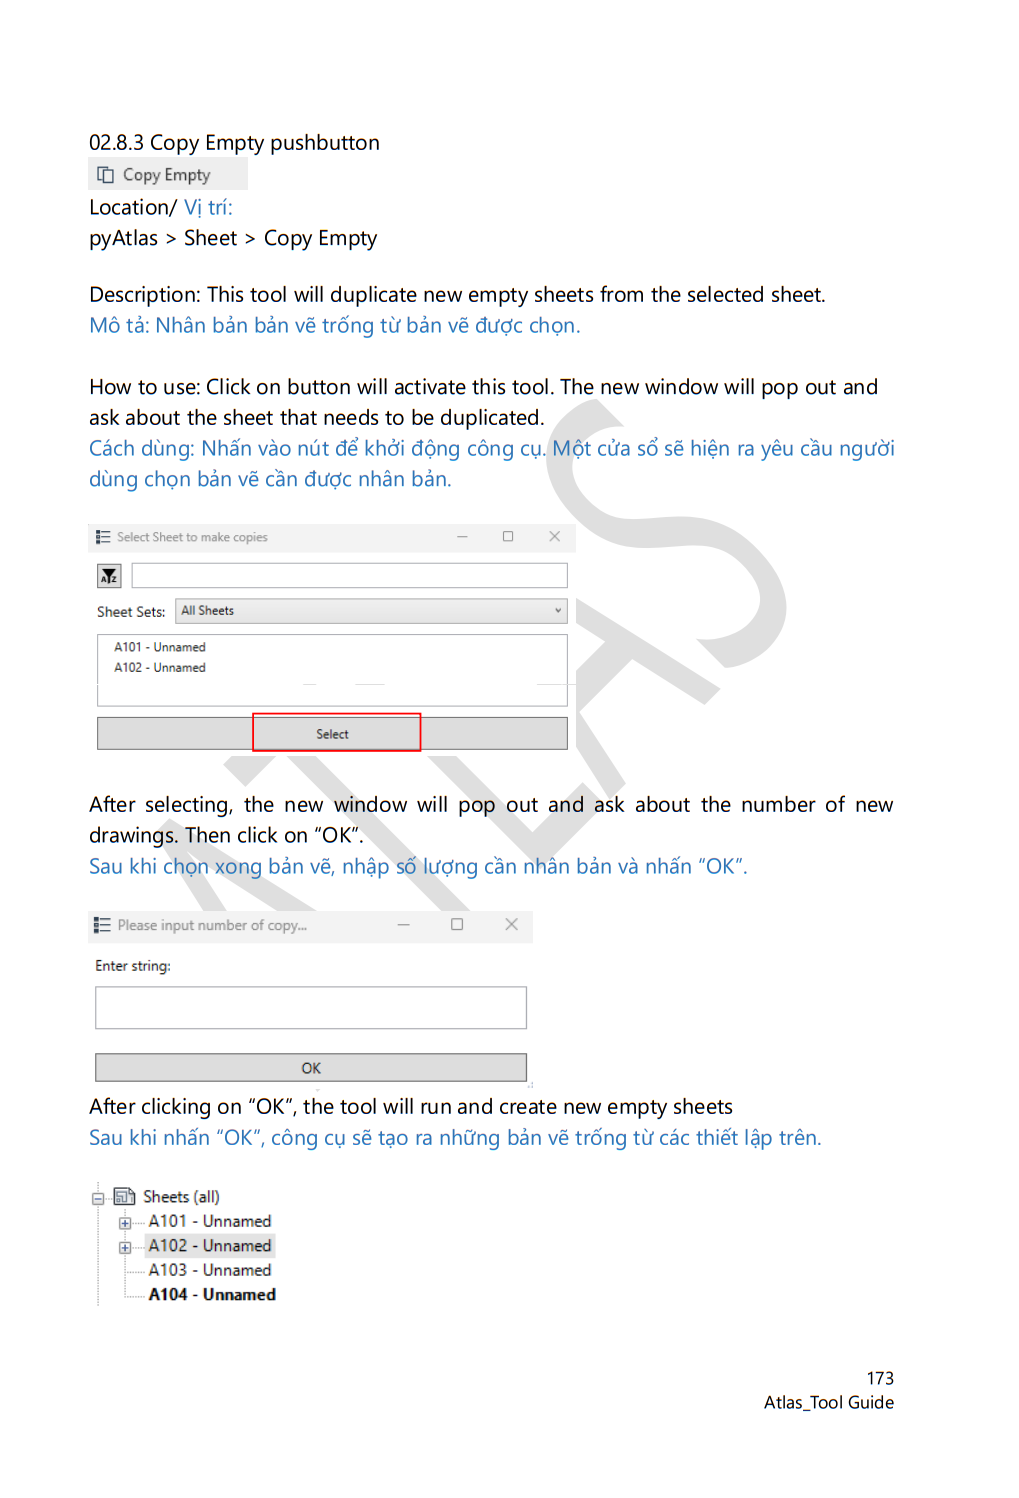 02.8.3 Copy Empty pushbutton
Copy Empty
Location/ Vị trí:
pyAtlas > Sheet > Copy Empty
Description: This tool will duplicate new empty sheets from the selected sheet.
Mô tả: Nhân bản bản vẽ trống từ bản vẽ được chọn.
How to use: Click on button will activate this tool. The new window will pop out and
ask about the sheet that needs to be duplicated.
Cách dùng: Nhấn vào nút để khởi động công cụ. Một cửa sổ sẽ hiện ra yêu cầu người
dùng chọn bản vẽ cần được nhân bản.
Select Sheet to make copies
Sheet Sets: All Sheets
A101 - Unnamed
A102 - Unnamed
Select
ATLAS
After selecting, the new window will pop out and ask about the number of new
drawings. Then click on “OK”.
Sau khi chọn xong bản vẽ, nhập số lượng cần nhân bản và nhấn “OK”.
Please input number of copy...
Enter string:
OK
After clicking on “OK”, the tool will run and create new empty sheets
Sau khi nhấn “OK”, công cụ sẽ tạo ra những bản vẽ trống từ các thiết lập trên.
Sheets (all)
A101 - Unnamed
A102 - Unnamed
A103 - Unnamed
A104 - Unnamed
173
Atlas_Tool Guide